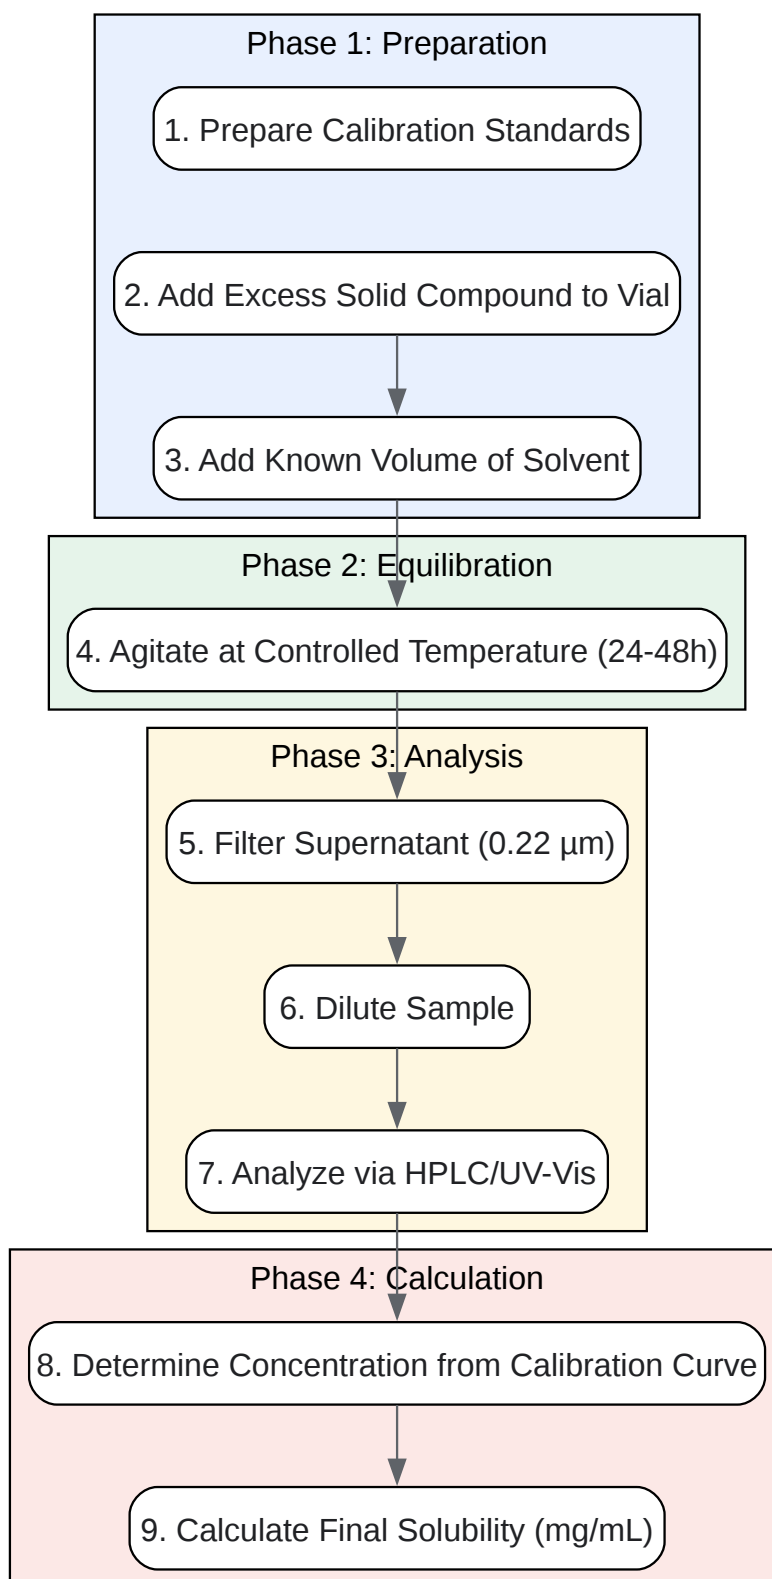 Phase 1: Preparation
1. Prepare Calibration Standards
2. Add Excess Solid Compound to Vial
3. Add Known Volume of Solvent
Phase 2: Equilibration
4. Agitate at Controlled Temperature (24-48h)
Phase 3: Analysis
5. Filter Supernatant (0.22 µm)
6. Dilute Sample
7. Analyze via HPLC/UV-Vis
Phase 4: Calculation
8. Determine Concentration from Calibration Curve
9. Calculate Final Solubility (mg/mL)